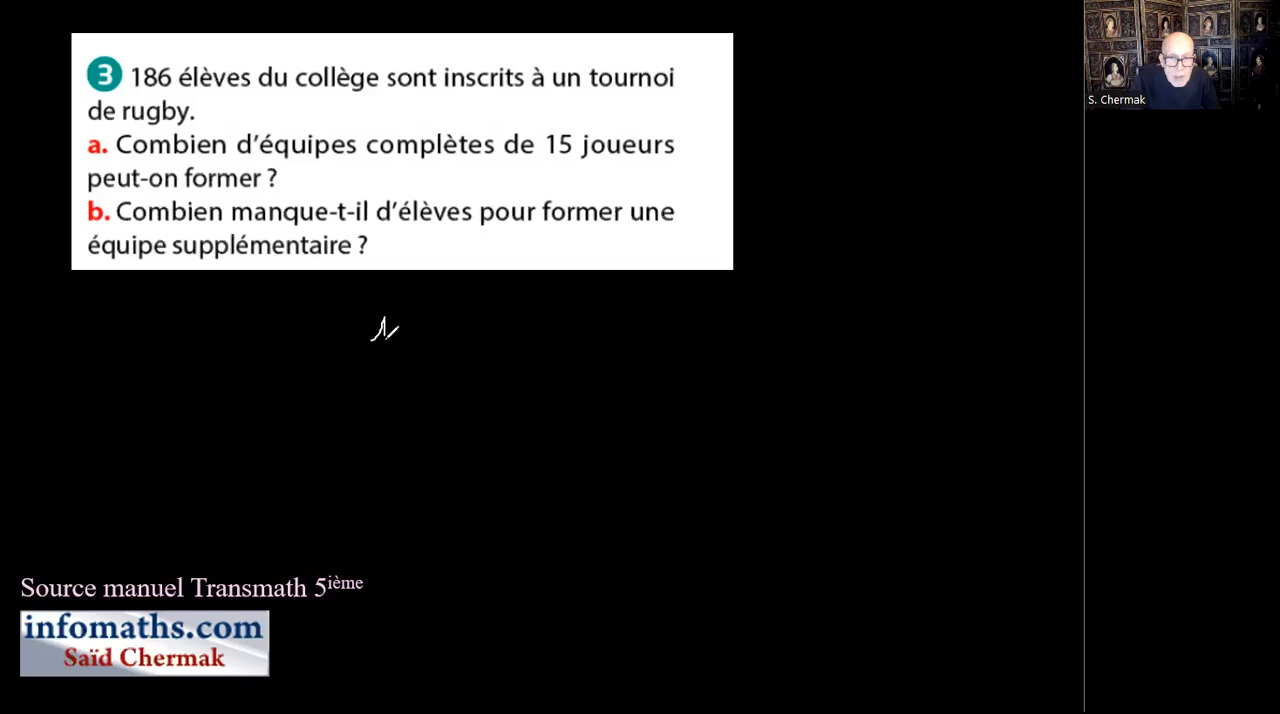 3 186 élèves du collège sont inscrits à un tournoi
de rugby.
a. Combien d'équipes complètes de 15 joueurs
peut-on former ?
b. Combien manque-t-il d'élèves pour former une
équipe supplémentaire ?
S. Chermak
Source manuel Transmath 5ième
infomaths.com
Saïd Chermak